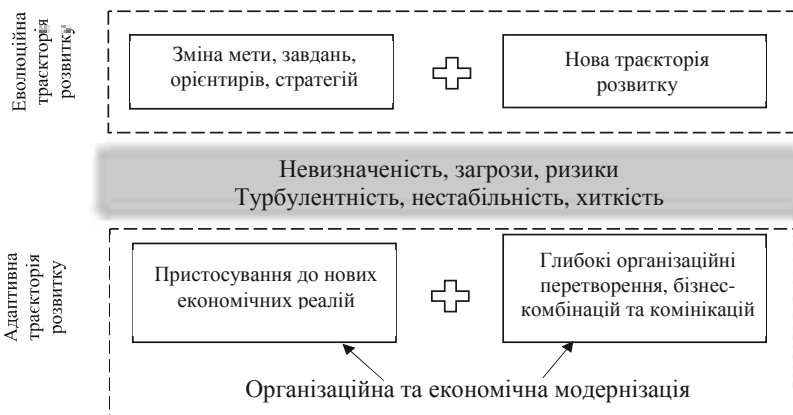 Еволюційна
траєкторія
розвитку
Зміна мети, завдань,
орієнтирів, стратегій
Нова траєкторія
розвитку
Невизначеність, загрози, ризики
Турбулентність, нестабільність, хиткість
Адаптивна
траєкторія
розвитку
Пристосування до нових
економічних реалій
Глибокі організаційні
перетворення, бізнес-
комбінацій та комінікацій
Організаційна та економічна модернізація